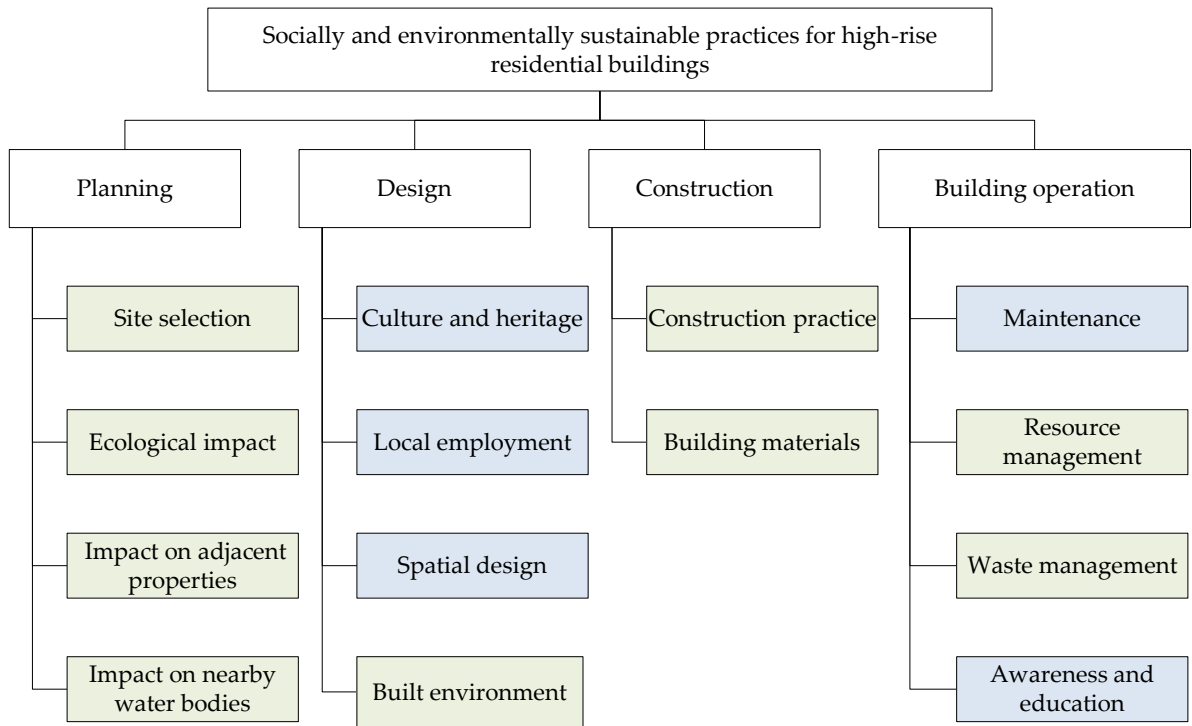 Socially and environmentally sustainable practices for high-rise
residential buildings
Planning
Design
Construction
Building operation
Site selection
Culture and heritage
Construction practice
Maintenance
Ecological impact
Local employment
Building materials
Resource
management
Impact on adjacent
properties
Spatial design
Waste management
Impact on nearby
water bodies
Built environment
Awareness and
education